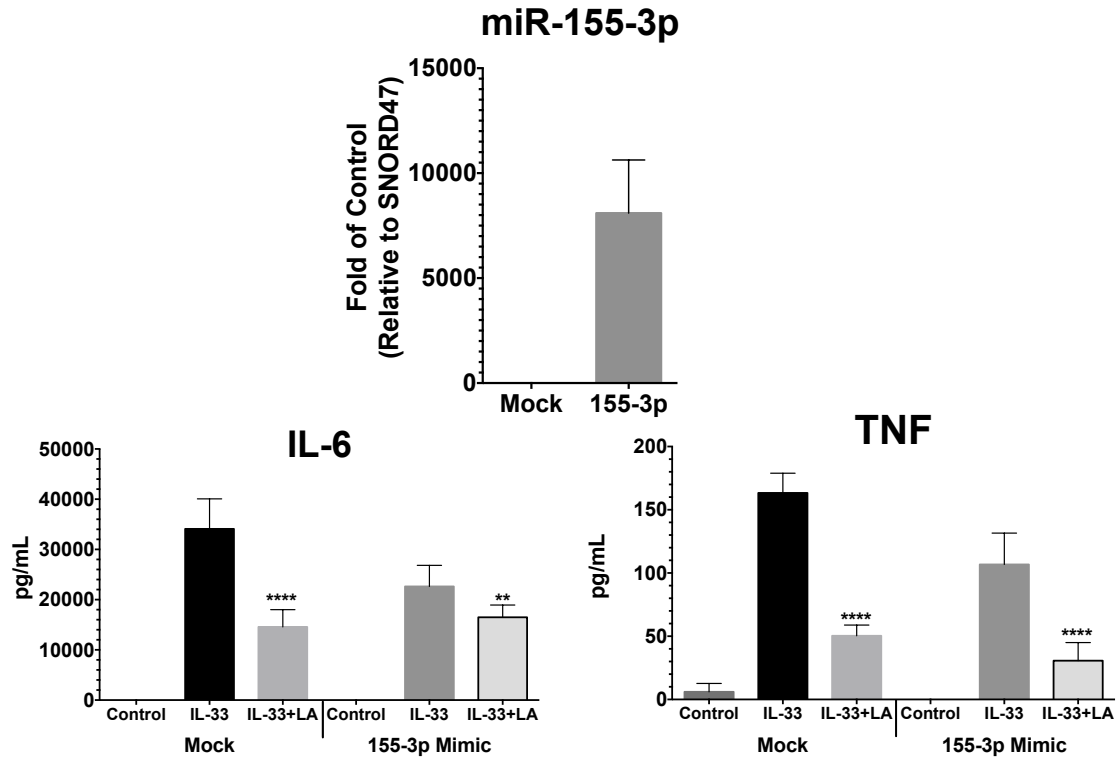 miR-155-3p
Fold of Control
(Relative to SNORD47)
15000
10000
5000
0
Mock 155-3p
IL-6
pg/mL
50000
40000
30000
20000
10000
0
****
**
Control IL-33 IL-33+LA Control IL-33 IL-33+LA
Mock 155-3p Mimic
TNF
pg/mL
200
150
100
50
0
****
****
Control IL-33 IL-33+LA Control IL-33 IL-33+LA
Mock 155-3p Mimic